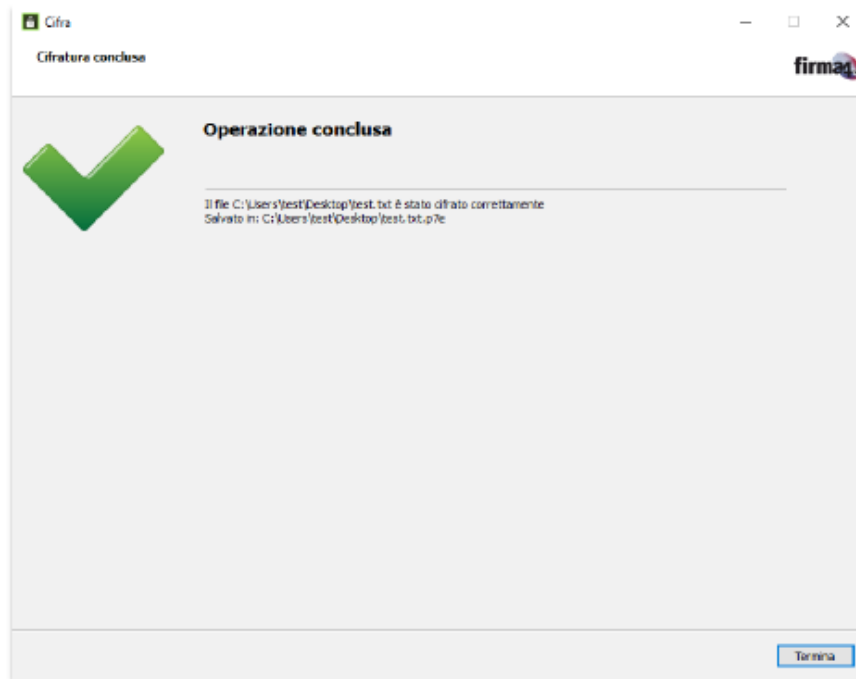 Cifra
Cifratura conclusa
firma4
Operazione conclusa
Il file C:\Users\test\Desktop\test.txt è stato cifrato correttamente
Salvato in: C:\Users\test\Desktop\test.txt.p7e
Termina